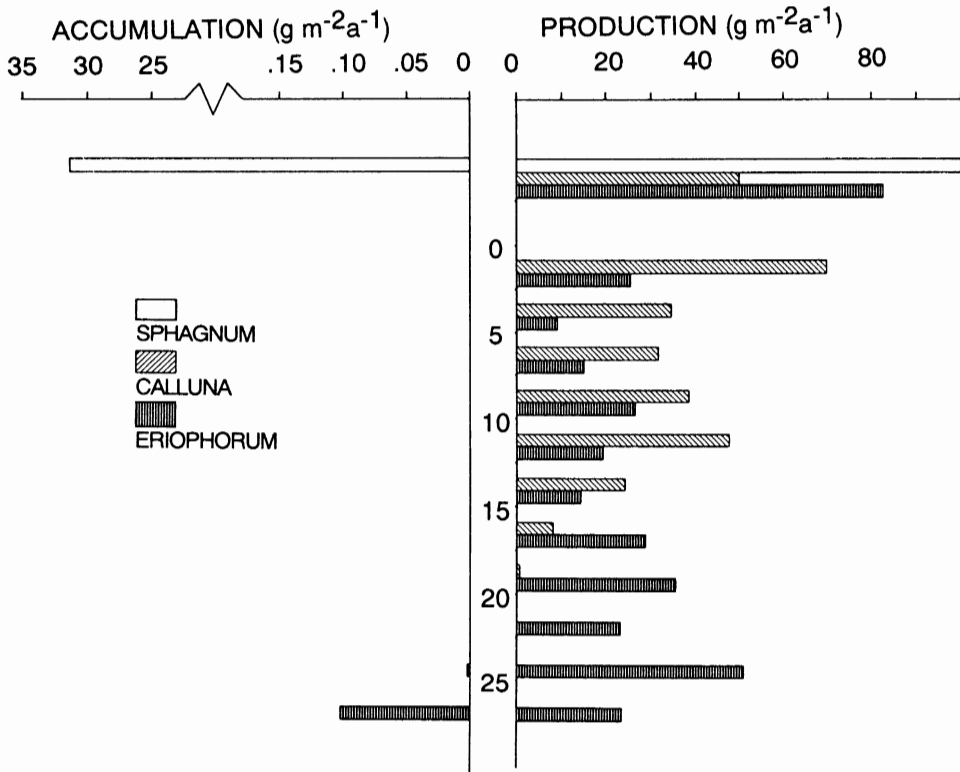 ACCUMULATION (g m⁻²a⁻¹)
PRODUCTION (g m⁻²a⁻¹)
35 30 25 .15 .10 .05 0
0 20 40 60 80
0
5
10
15
20
25
SPHAGNUM
CALLUNA
ERIOPHORUM